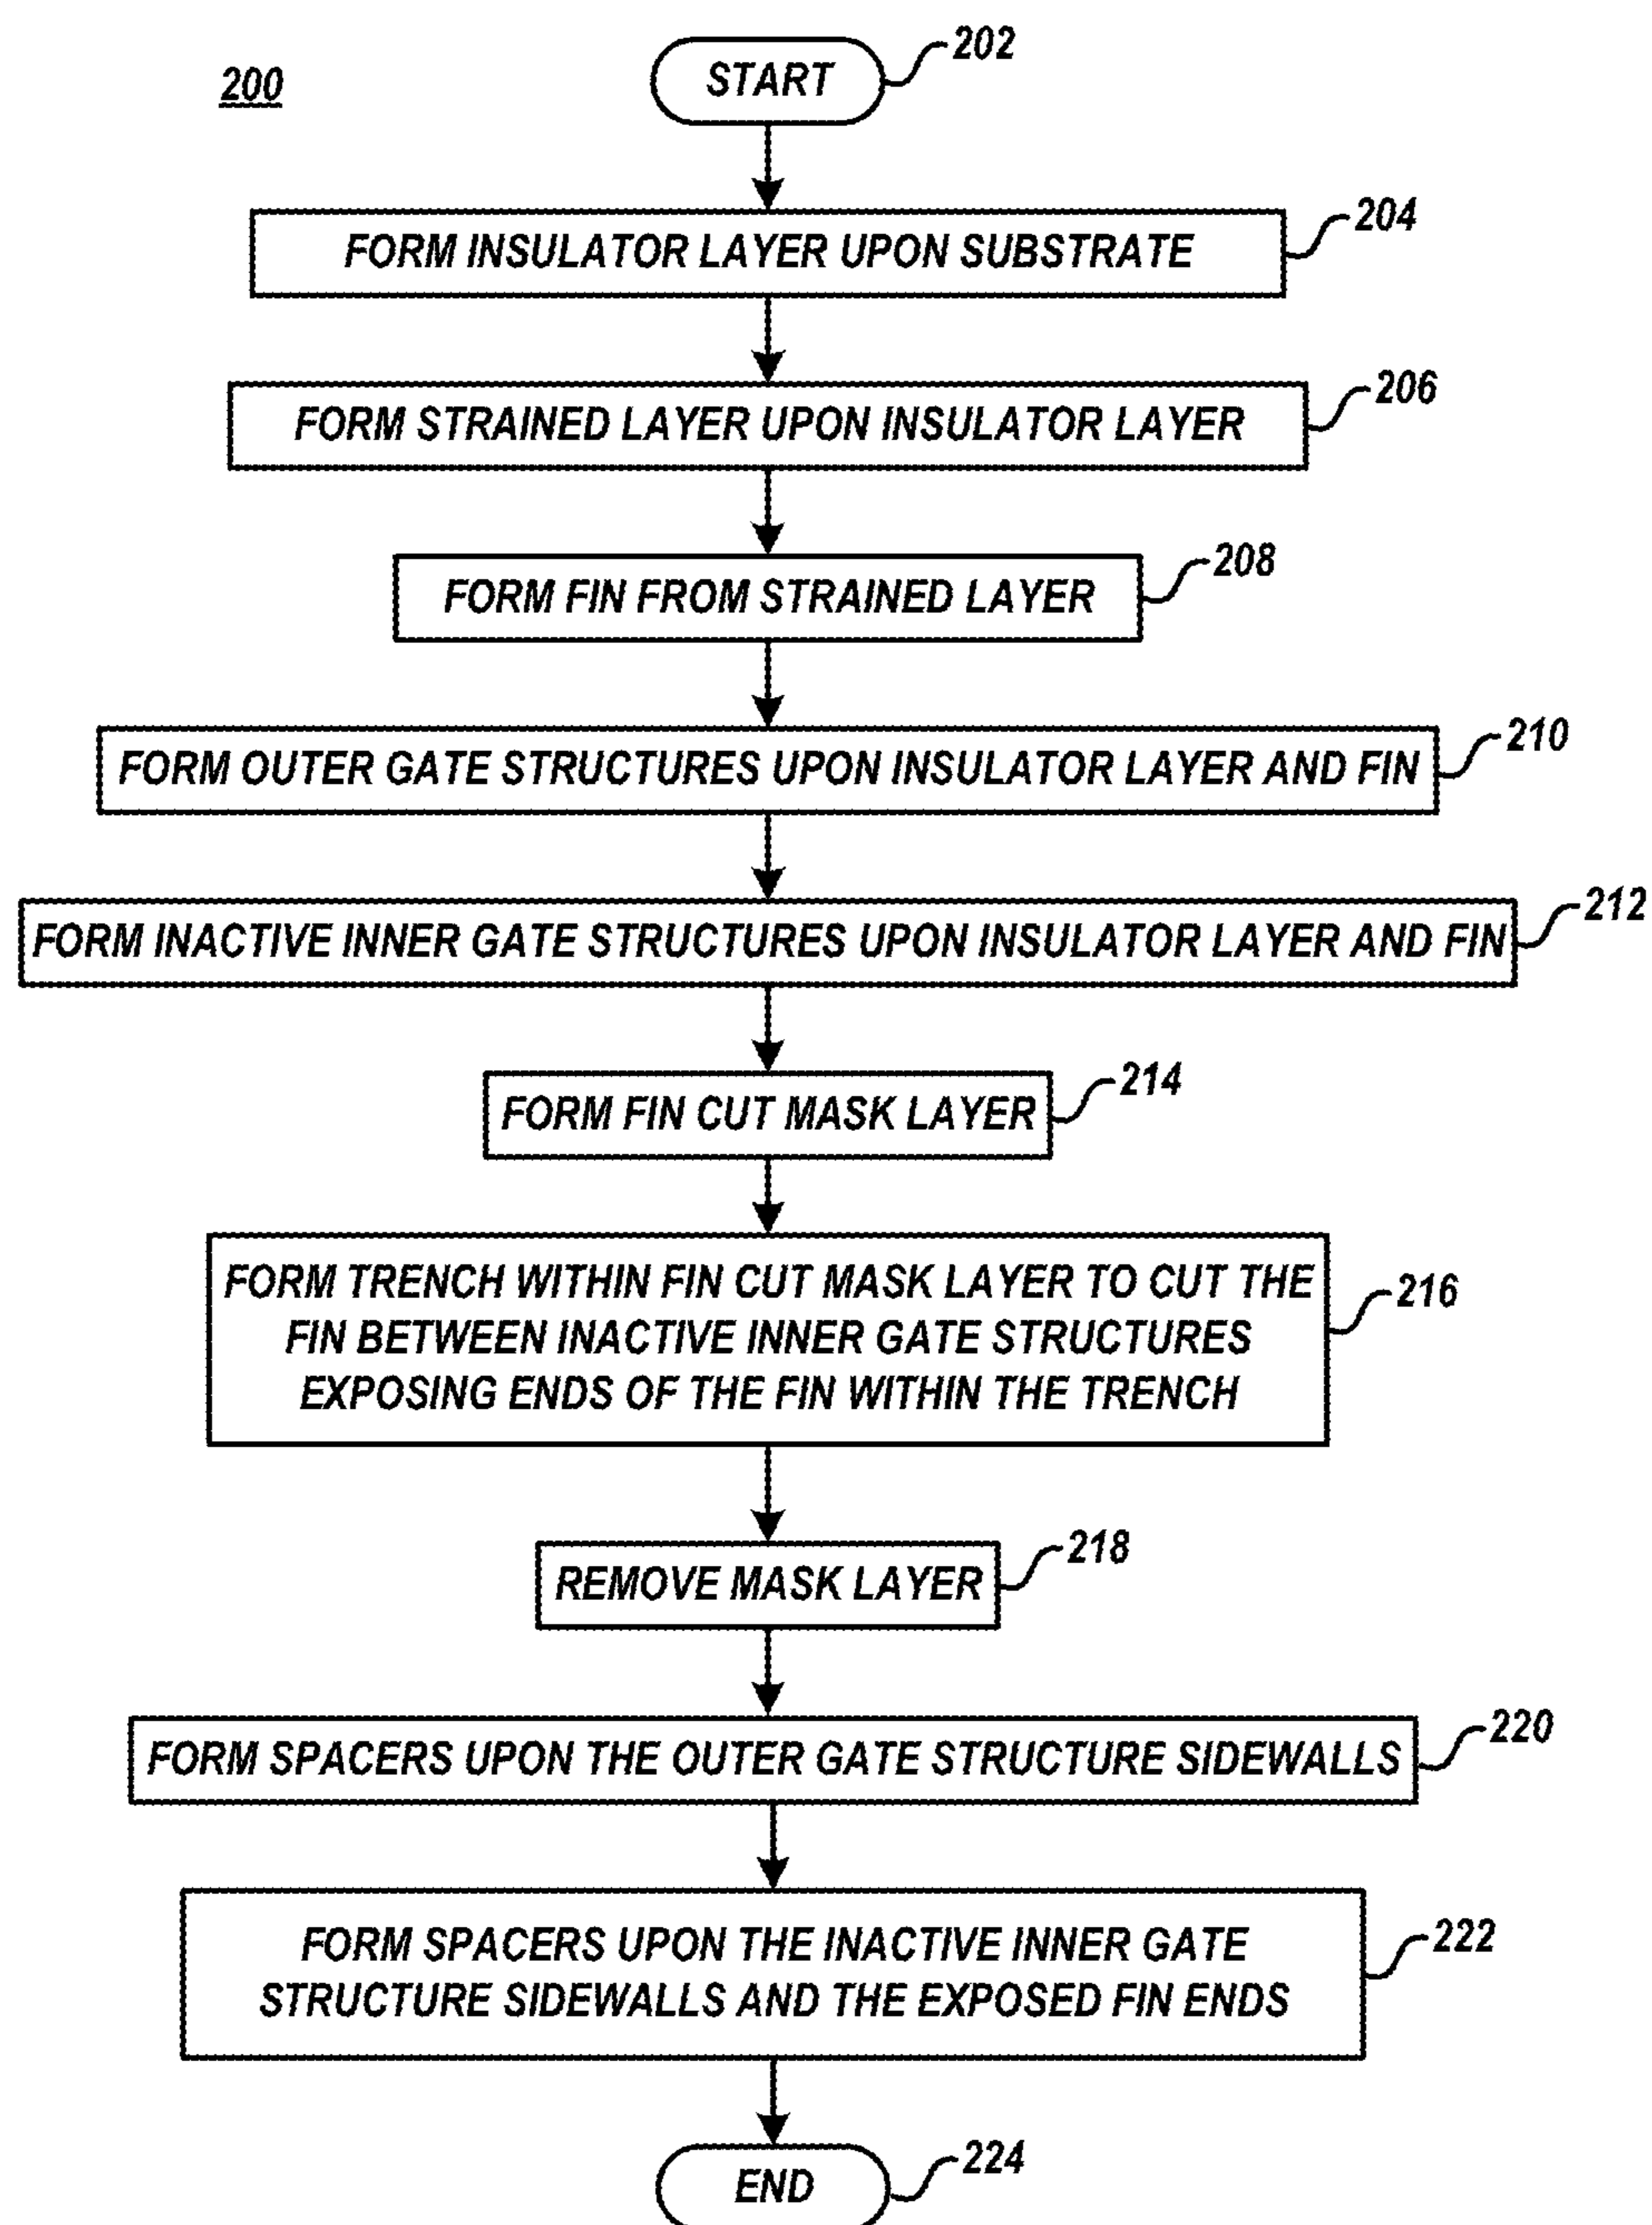 200
START
202
FORM INSULATOR LAYER UPON SUBSTRATE
204
FORM STRAINED LAYER UPON INSULATOR LAYER
206
FORM FIN FROM STRAINED LAYER
208
FORM OUTER GATE STRUCTURES UPON INSULATOR LAYER AND FIN
210
FORM INACTIVE INNER GATE STRUCTURES UPON INSULATOR LAYER AND FIN
212
FORM FIN CUT MASK LAYER
214
FORM TRENCH WITHIN FIN CUT MASK LAYER TO CUT THE
FIN BETWEEN INACTIVE INNER GATE STRUCTURES
EXPOSING ENDS OF THE FIN WITHIN THE TRENCH
216
REMOVE MASK LAYER
218
FORM SPACERS UPON THE OUTER GATE STRUCTURE SIDEWALLS
220
FORM SPACERS UPON THE INACTIVE INNER GATE
STRUCTURE SIDEWALLS AND THE EXPOSED FIN ENDS
222
END
224